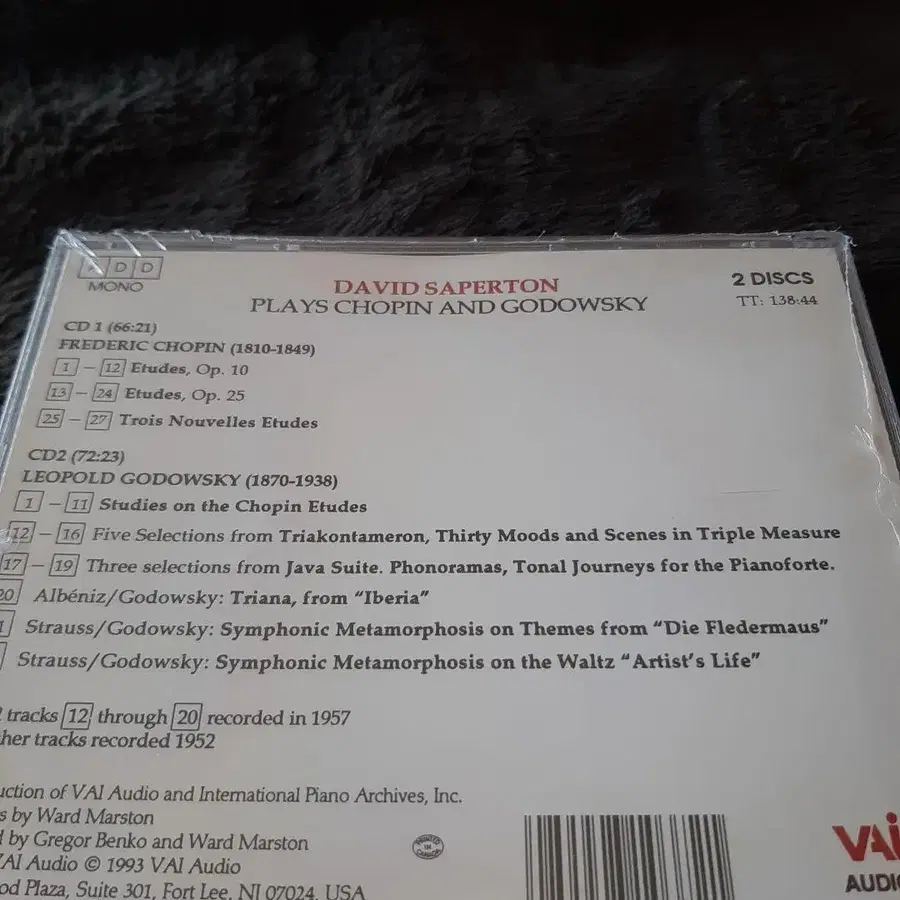 ADD
MONO
DAVID SAPERTON
PLAYS CHOPIN AND GODOWSKY
2 DISCS
TT: 138:44
CD 1 (66:21)
FREDERIC CHOPIN (1810-1849)
1 – 12 Etudes, Op. 10
13 – 24 Etudes, Op. 25
25 – 27 Trois Nouvelles Etudes
CD2 (72:23)
LEOPOLD GODOWSKY (1870-1938)
1 – 11 Studies on the Chopin Etudes
12 – 16 Five Selections from Triakontameron, Thirty Moods and Scenes in Triple Measure
17 – 19 Three selections from Java Suite. Phonoramas, Tonal Journeys for the Pianoforte.
20 Albéniz/Godowsky: Triana, from "Iberia"
Strauss/Godowsky: Symphonic Metamorphosis on Themes from "Die Fledermaus"
Strauss/Godowsky: Symphonic Metamorphosis on the Waltz "Artist's Life"
tracks 12 through 20 recorded in 1957
her tracks recorded 1952
uction of VAI Audio and International Piano Archives, Inc.
s by Ward Marston
d by Gregor Benko and Ward Marston
VAI Audio © 1993 VAI Audio
od Plaza, Suite 301, Fort Lee, NJ 07024, USA
PRINTED IN CANADA
VAI
AUDIO